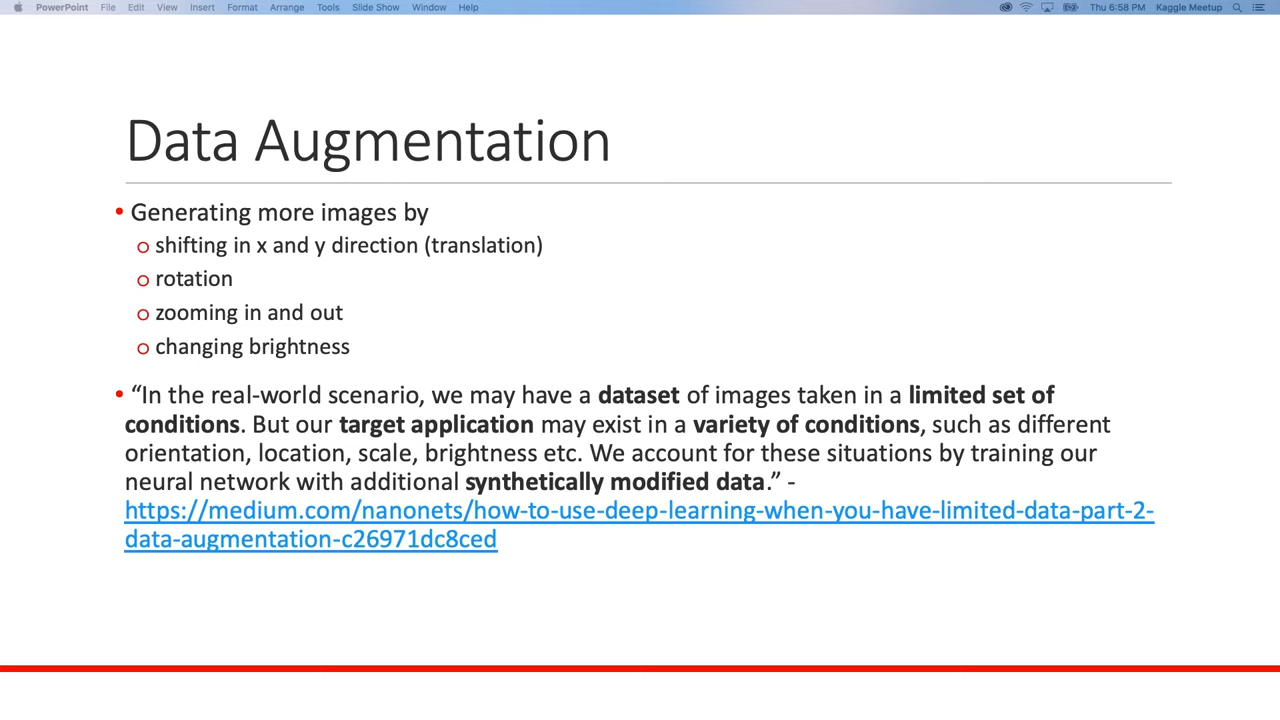 PowerPoint File Edit View Insert Format Arrange Tools Slide Show Window Help Thu 6:58 PM Kaggle Meetup
Data Augmentation
• Generating more images by
o shifting in x and y direction (translation)
o rotation
o zooming in and out
o changing brightness
• “In the real-world scenario, we may have a dataset of images taken in a limited set of
conditions. But our target application may exist in a variety of conditions, such as different
orientation, location, scale, brightness etc. We account for these situations by training our
neural network with additional synthetically modified data.” -
https://medium.com/nanonets/how-to-use-deep-learning-when-you-have-limited-data-part-2-
data-augmentation-c26971dc8ced